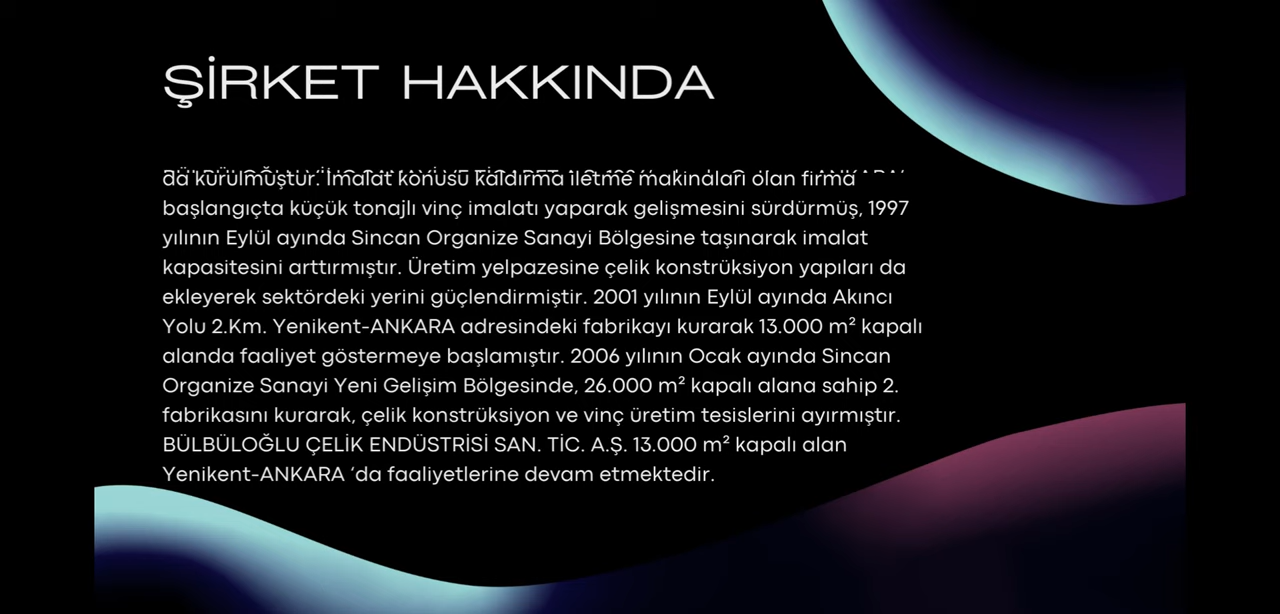 ŞİRKET HAKKINDA
da kurulmuştur. İmalat konusu kaldırma iletme makinaları olan firma
başlangıçta küçük tonajlı vinç imalatı yaparak gelişmesini sürdürmüş, 1997
yılının Eylül ayında Sincan Organize Sanayi Bölgesine taşınarak imalat
kapasitesini arttırmıştır. Üretim yelpazesine çelik konstrüksiyon yapıları da
ekleyerek sektördeki yerini güçlendirmiştir. 2001 yılının Eylül ayında Akıncı
Yolu 2.Km. Yenikent-ANKARA adresindeki fabrikayı kurarak 13.000 m² kapalı
alanda faaliyet göstermeye başlamıştır. 2006 yılının Ocak ayında Sincan
Organize Sanayi Yeni Gelişim Bölgesinde, 26.000 m² kapalı alana sahip 2.
fabrikasını kurarak, çelik konstrüksiyon ve vinç üretim tesislerini ayırmıştır.
BÜLBÜLOĞLU ÇELİK ENDÜSTRİSİ SAN. TİC. A.Ş. 13.000 m² kapalı alan
Yenikent-ANKARA ‘da faaliyetlerine devam etmektedir.